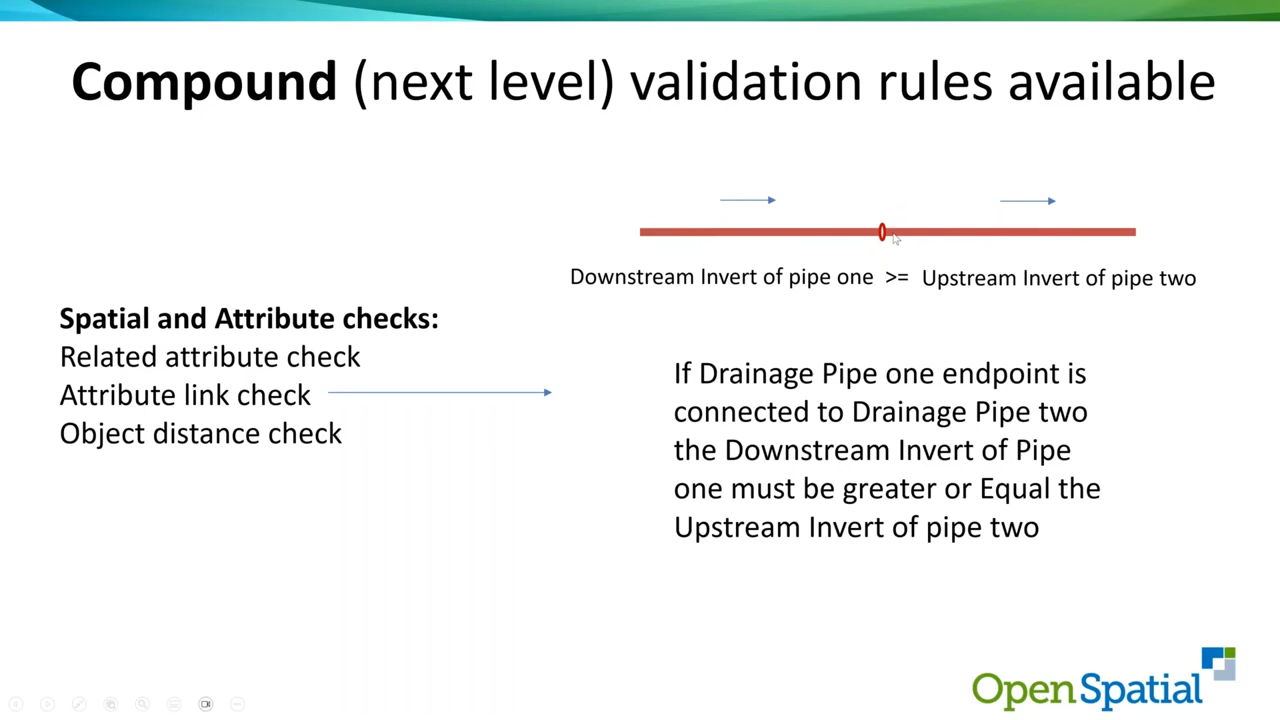 Compound (next level) validation rules available
Downstream Invert of pipe one >= Upstream Invert of pipe two
Spatial and Attribute checks:
Related attribute check
Attribute link check
Object distance check
If Drainage Pipe one endpoint is
connected to Drainage Pipe two
the Downstream Invert of Pipe
one must be greater or Equal the
Upstream Invert of pipe two
Open Spatial